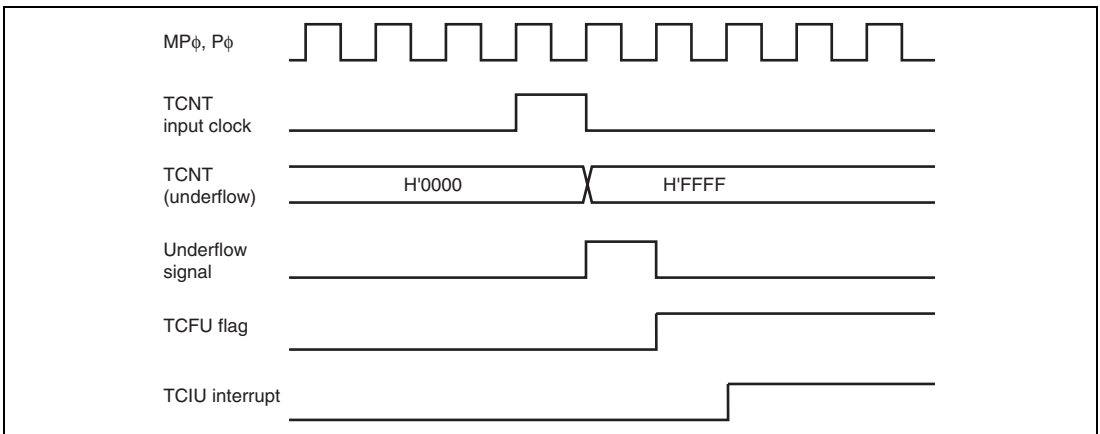 MPϕ, Pϕ
TCNT
input clock
TCNT
(underflow)
H'0000
H'FFFF
Underflow
signal
TCFU flag
TCIU interrupt